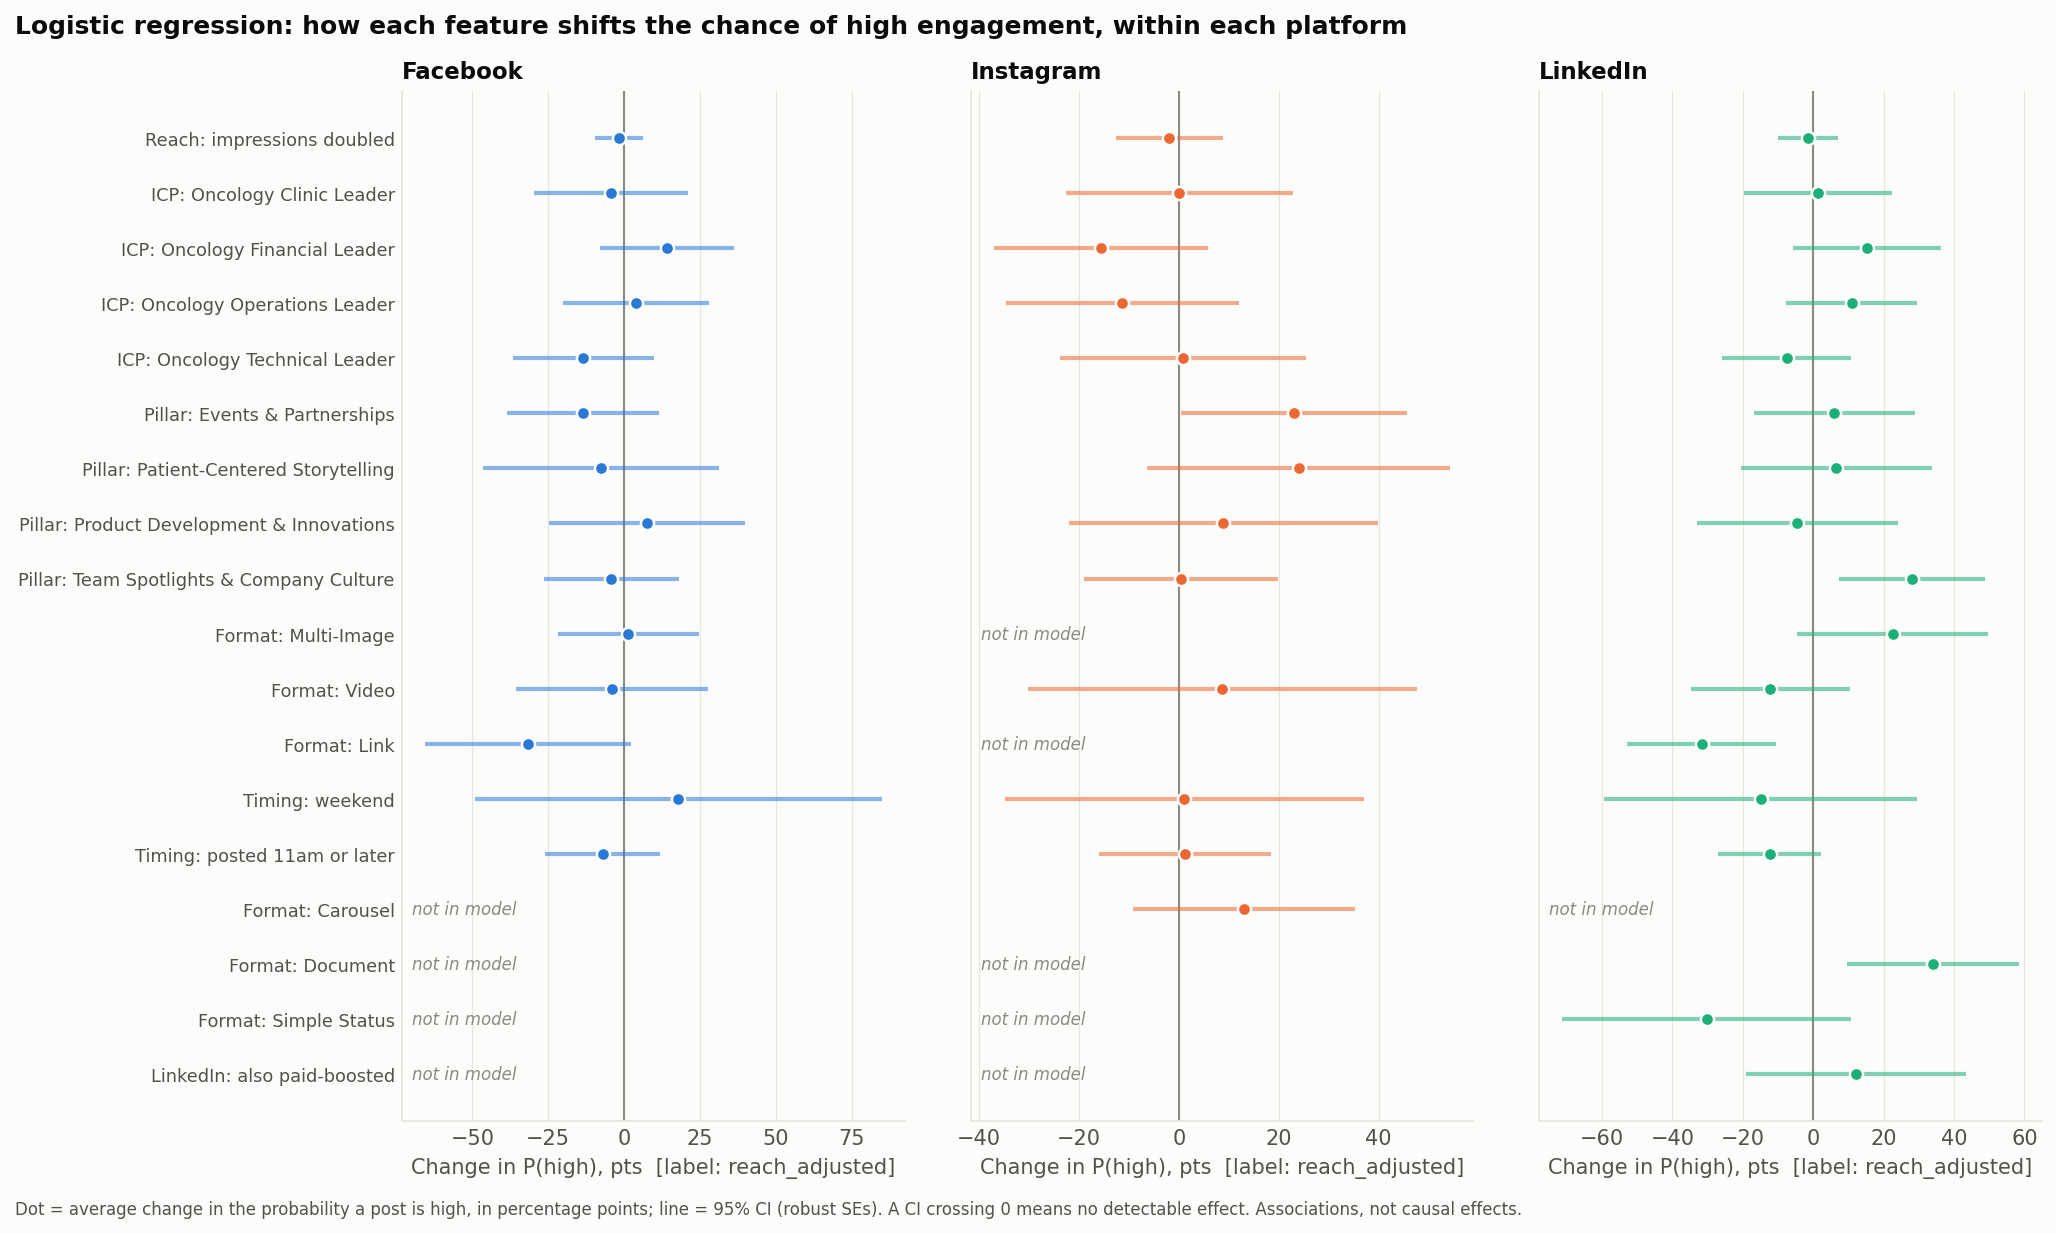 Logistic regression: how each feature shifts the chance of high engagement, within each platform
Facebook
Instagram
LinkedIn
Reach: impressions doubled
ICP: Oncology Clinic Leader
ICP: Oncology Financial Leader
ICP: Oncology Operations Leader
ICP: Oncology Technical Leader
Pillar: Events & Partnerships
Pillar: Patient-Centered Storytelling
Pillar: Product Development & Innovations
Pillar: Team Spotlights & Company Culture
Format: Multi-Image
not in model
Format: Video
Format: Link
not in model
Timing: weekend
Timing: posted 11am or later
Format: Carousel
not in model
not in model
Format: Document
not in model
not in model
Format: Simple Status
not in model
not in model
LinkedIn: also paid-boosted
not in model
not in model
−50 −25 0 25 50 75
−40 −20 0 20 40
−60 −40 −20 0 20 40 60
Change in P(high), pts [label: reach_adjusted]
Change in P(high), pts [label: reach_adjusted]
Change in P(high), pts [label: reach_adjusted]
Dot = average change in the probability a post is high, in percentage points; line = 95% CI (robust SEs). A CI crossing 0 means no detectable effect. Associations, not causal effects.